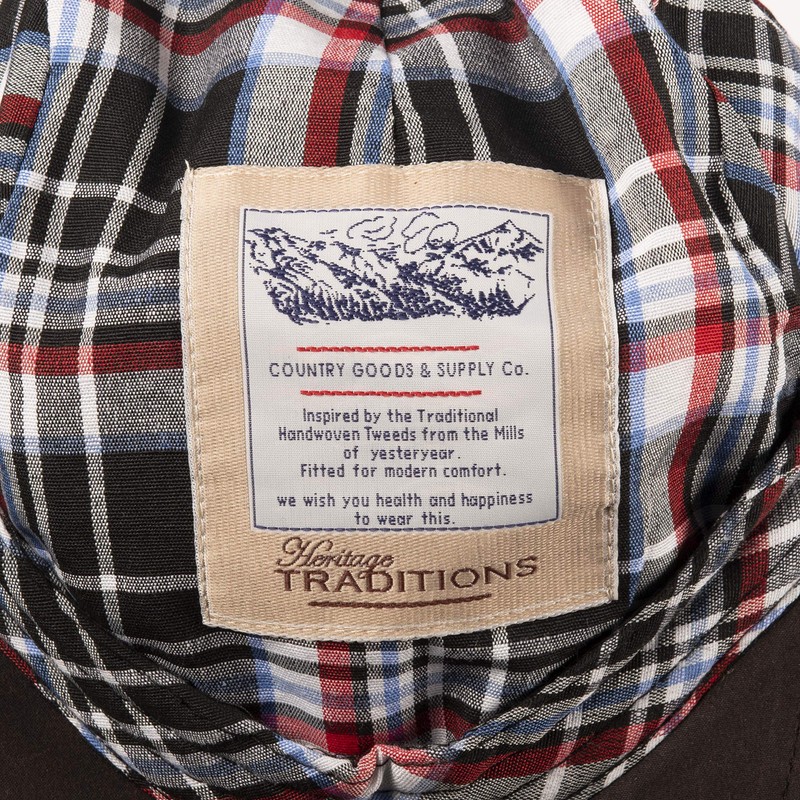 COUNTRY GOODS & SUPPLY Co.
Inspired by the Traditional
Handwoven Tweeds from the Mills
of yesteryear.
Fitted for modern comfort.
we wish you health and happiness
to wear this.
Heritage
TRADITIONS